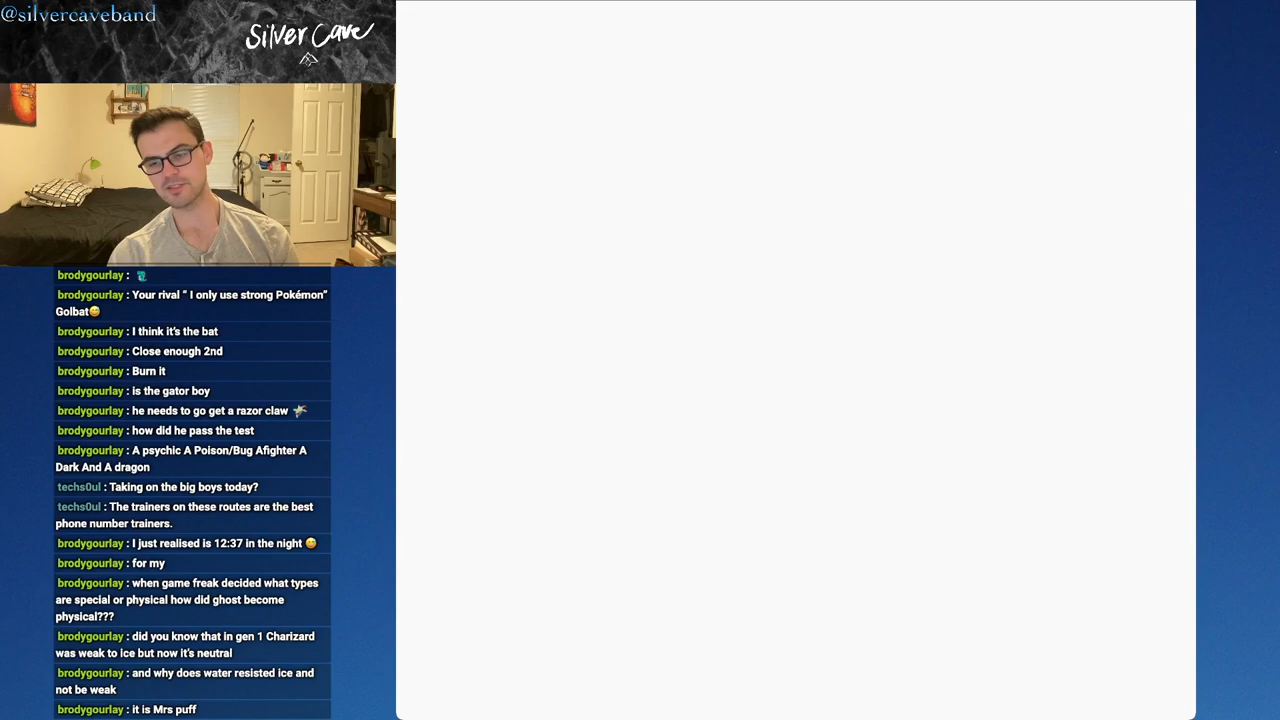 @silvercaveband
Silver Cave
brodygourlay :
brodygourlay : Your rival “ I only use strong Pokémon”
Golbat😅
brodygourlay : I think it’s the bat
brodygourlay : Close enough 2nd
brodygourlay : Burn it
brodygourlay : is the gator boy
brodygourlay : he needs to go get a razor claw
brodygourlay : how did he pass the test
brodygourlay : A psychic A Poison/Bug Afighter A
Dark And A dragon
techs0ul : Taking on the big boys today?
techs0ul : The trainers on these routes are the best
phone number trainers.
brodygourlay : I just realised is 12:37 in the night 😅
brodygourlay : for my
brodygourlay : when game freak decided what types
are special or physical how did ghost become
physical???
brodygourlay : did you know that in gen 1 Charizard
was weak to ice but now it’s neutral
brodygourlay : and why does water resisted ice and
not be weak
brodygourlay : it is Mrs puff